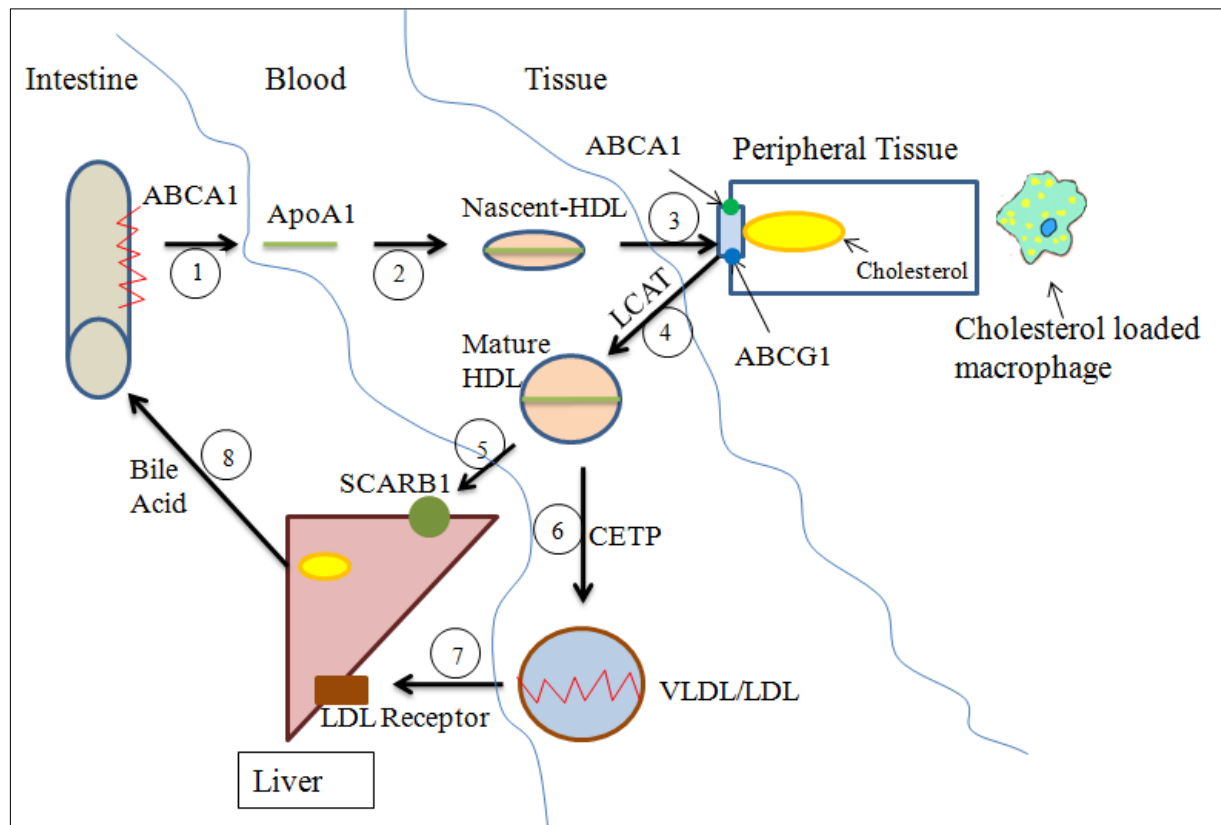 Intestine
Blood
Tissue
ABCA1
Peripheral Tissue
ABCA1
ApoA1
Nascent-HDL
1
2
3
Cholesterol
LCAT
4
ABCG1
Cholesterol loaded
macrophage
Mature
HDL
5
8
Bile
Acid
SCARB1
6
CETP
7
VLDL/LDL
LDL Receptor
Liver